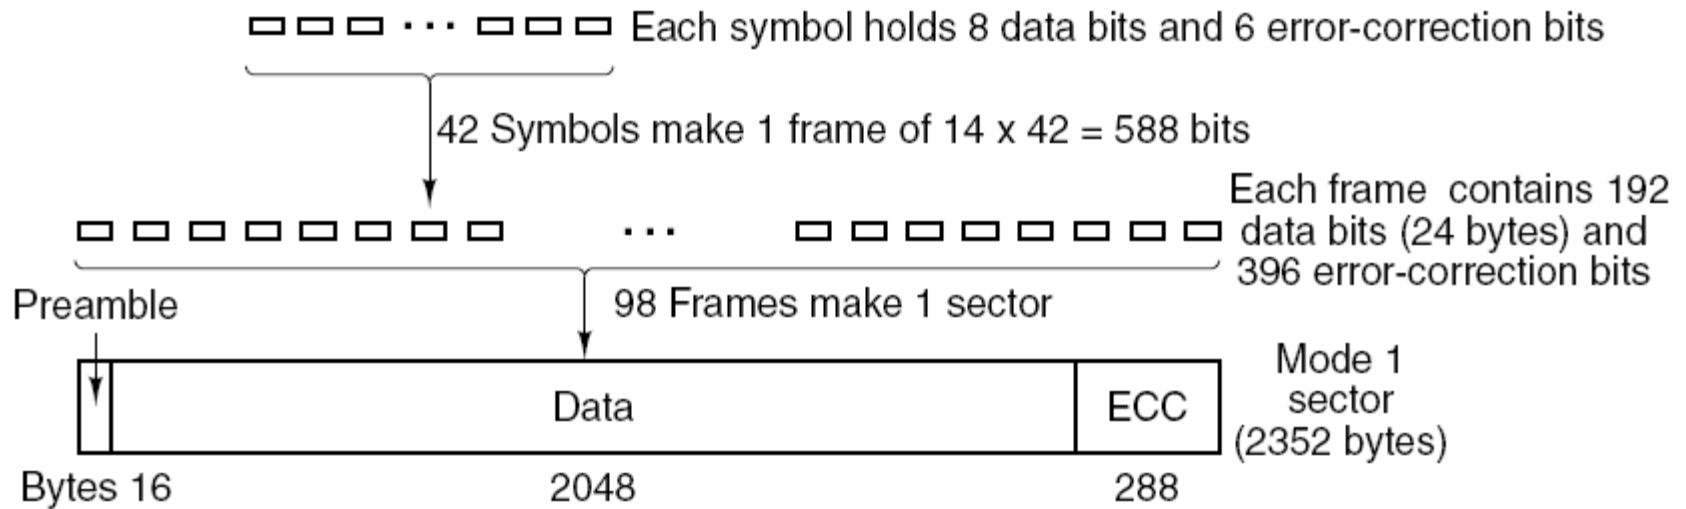 Each symbol holds 8 data bits and 6 error-correction bits
42 Symbols make 1 frame of 14 x 42 = 588 bits
Each frame contains 192
data bits (24 bytes) and
396 error-correction bits
Preamble
98 Frames make 1 sector
Data
ECC
Mode 1
sector
(2352 bytes)
Bytes 16
2048
288